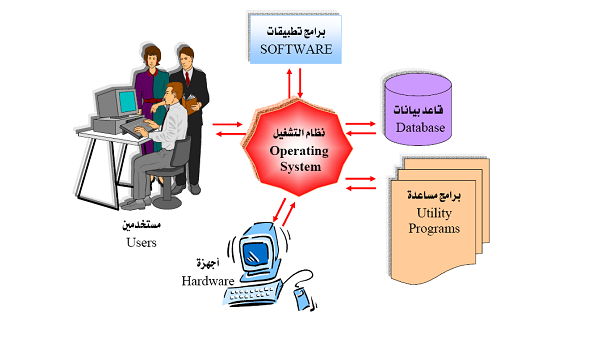 برامج تطبيقات
SOFTWARE
نظام التشغيل
Operating
System
قاعد بيانات
Database
برامج مساعدة
Utility
Programs
مستخدمين
Users
أجهزة
Hardware